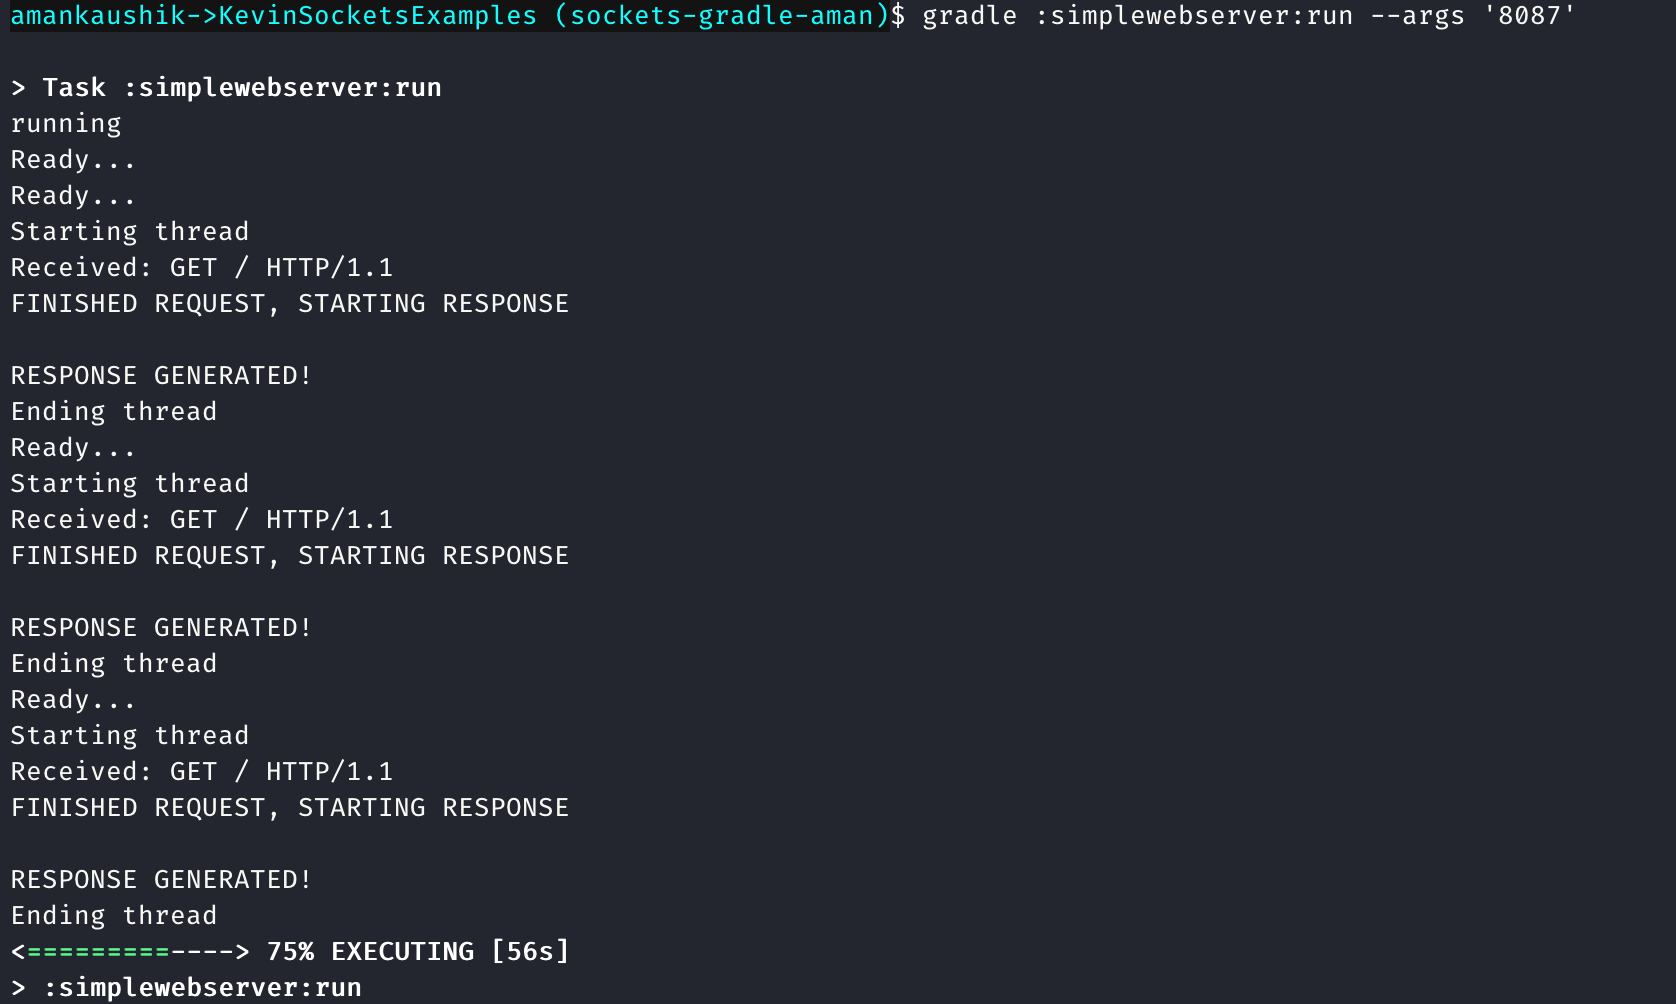 amankaushik->KevinSocketsExamples (sockets-gradle-aman)$ gradle :simplewebserver:run --args '8087'
> Task :simplewebserver:run
running
Ready...
Ready...
Starting thread
Received: GET / HTTP/1.1
FINISHED REQUEST, STARTING RESPONSE
RESPONSE GENERATED!
Ending thread
Ready...
Starting thread
Received: GET / HTTP/1.1
FINISHED REQUEST, STARTING RESPONSE
RESPONSE GENERATED!
Ending thread
Ready...
Starting thread
Received: GET / HTTP/1.1
FINISHED REQUEST, STARTING RESPONSE
RESPONSE GENERATED!
Ending thread
<=========----> 75% EXECUTING [56s]
> :simplewebserver:run